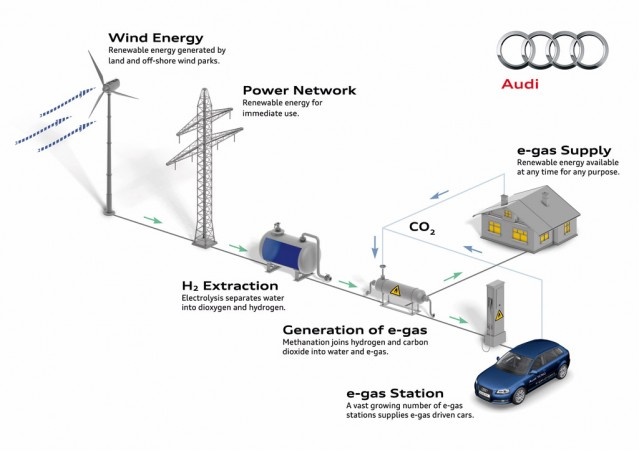 Wind Energy
Renewable energy generated by
land and off-shore wind parks.
Audi
Power Network
Renewable energy for
immediate use.
e-gas Supply
Renewable energy available
at any time for any purpose.
CO₂
H₂ Extraction
Electrolysis separates water
into dioxygen and hydrogen.
Generation of e-gas
Methanation joins hydrogen and carbon
dioxide into water and e-gas.
e-gas Station
A vast growing number of e-gas
stations supplies e-gas driven cars.